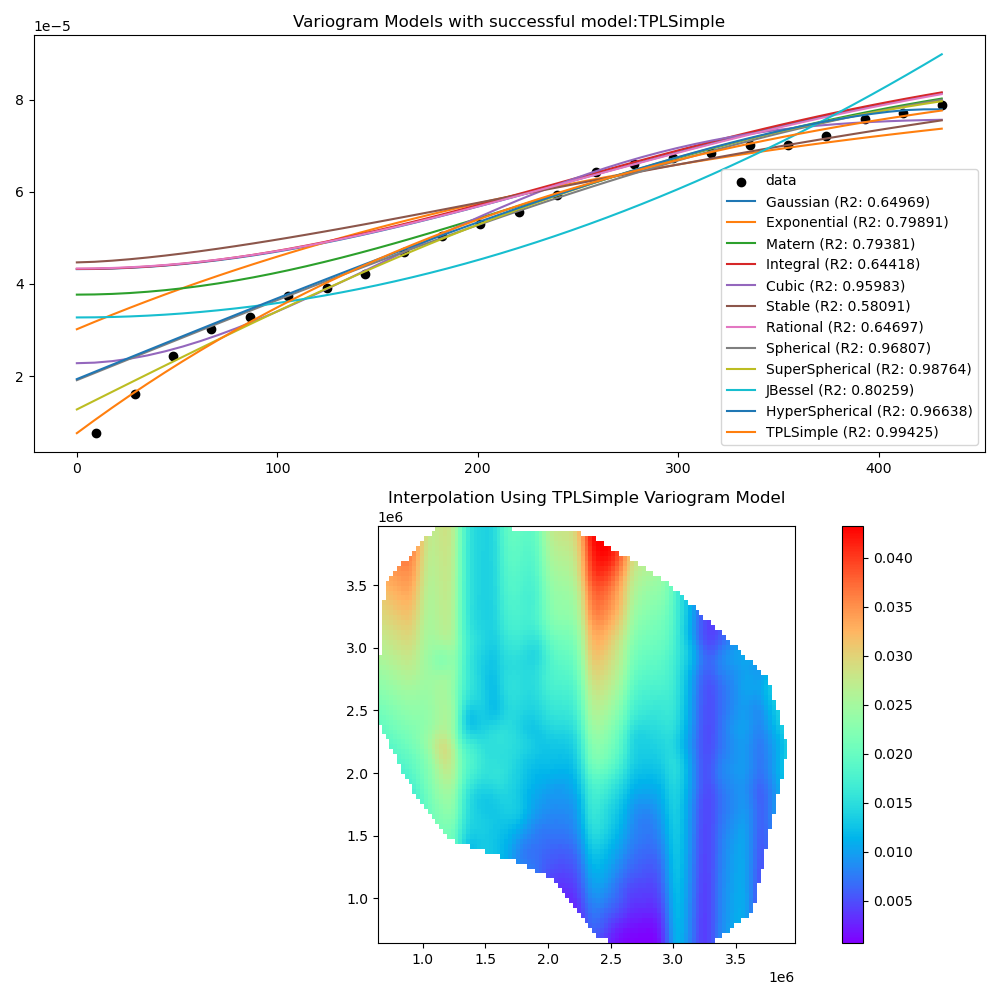 Variogram Models with successful model:TPLSimple
1e−5
8
6
4
2
0 100 200 300 400
data
Gaussian (R2: 0.64969)
Exponential (R2: 0.79891)
Matern (R2: 0.79381)
Integral (R2: 0.64418)
Cubic (R2: 0.95983)
Stable (R2: 0.58091)
Rational (R2: 0.64697)
Spherical (R2: 0.96807)
SuperSpherical (R2: 0.98764)
JBessel (R2: 0.80259)
HyperSpherical (R2: 0.96638)
TPLSimple (R2: 0.99425)
Interpolation Using TPLSimple Variogram Model
1e6
3.5
3.0
2.5
2.0
1.5
1.0
1.0 1.5 2.0 2.5 3.0 3.5
1e6
0.040
0.035
0.030
0.025
0.020
0.015
0.010
0.005